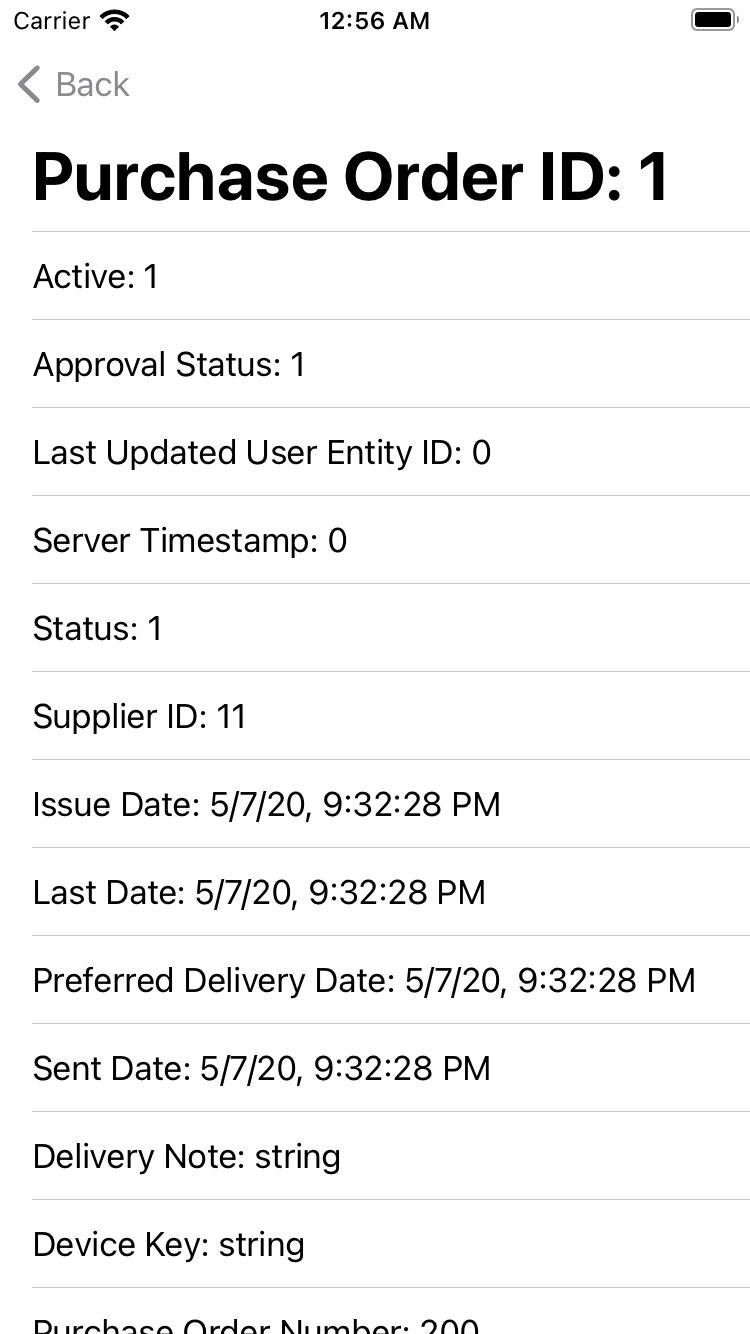 Carrier 12:56 AM
Back
Purchase Order ID: 1
Active: 1
Approval Status: 1
Last Updated User Entity ID: 0
Server Timestamp: 0
Status: 1
Supplier ID: 11
Issue Date: 5/7/20, 9:32:28 PM
Last Date: 5/7/20, 9:32:28 PM
Preferred Delivery Date: 5/7/20, 9:32:28 PM
Sent Date: 5/7/20, 9:32:28 PM
Delivery Note: string
Device Key: string
Purchase Order Number: 200